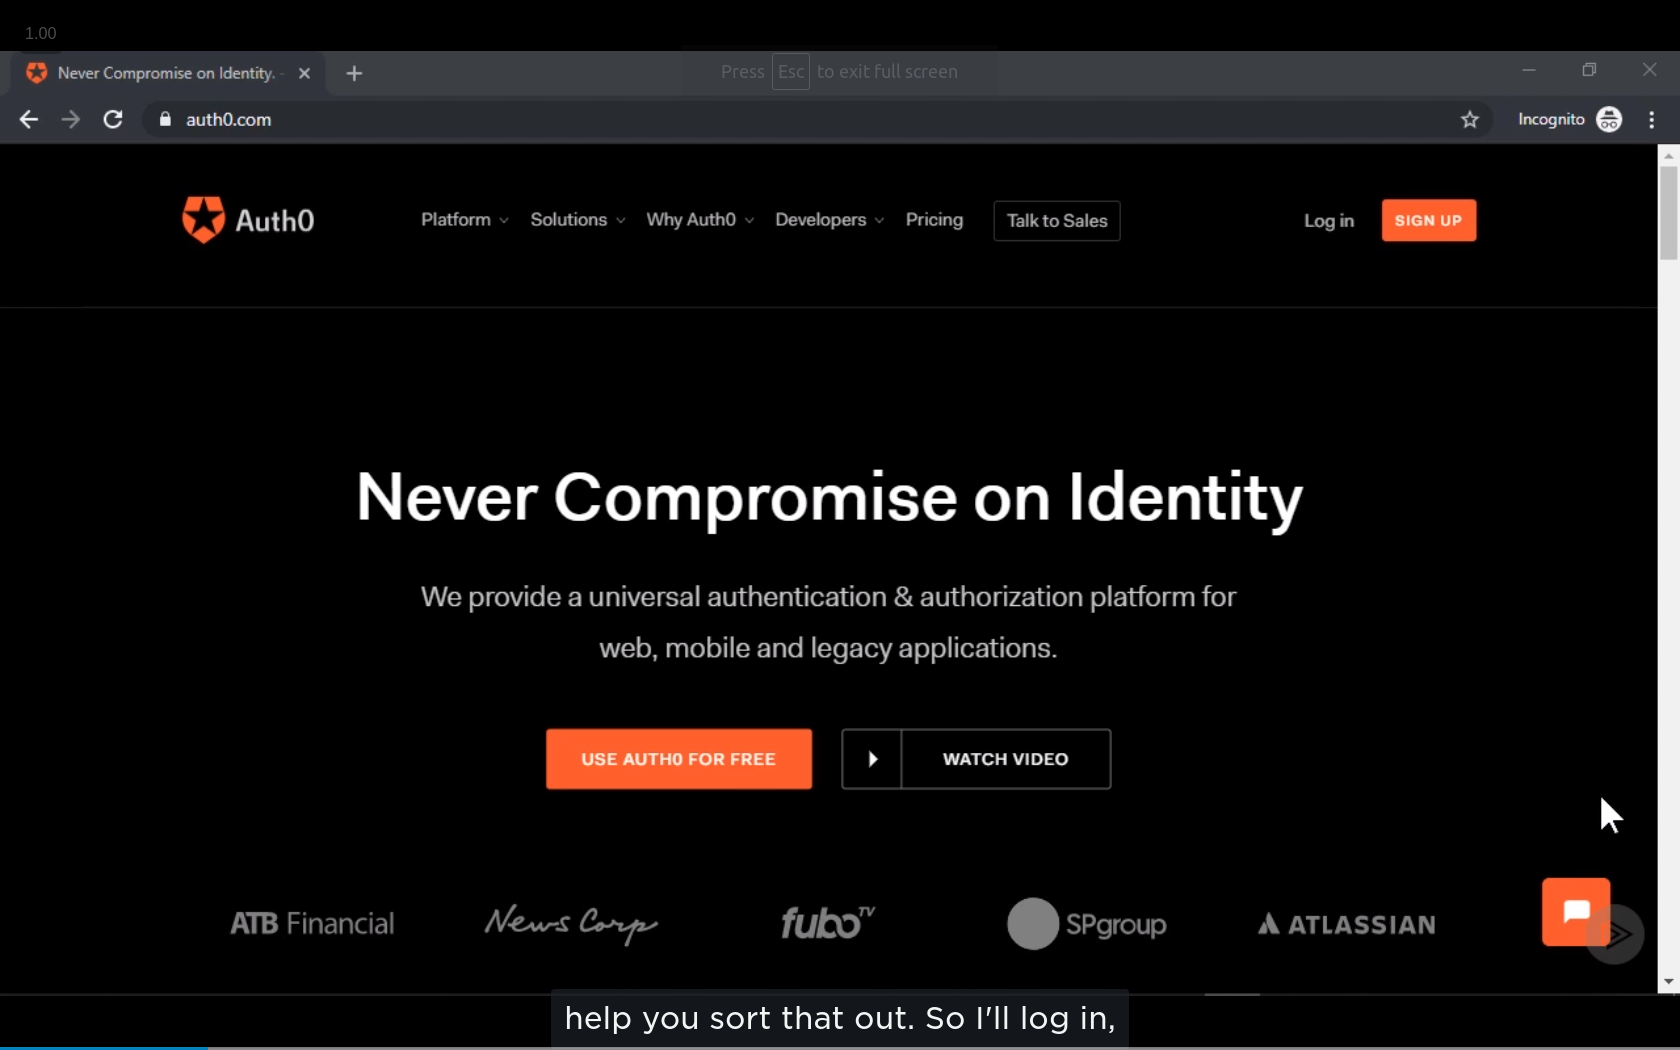 1.00
Never Compromise on Identity. -
Press Esc to exit full screen
auth0.com
Incognito
Auth0
Platform
Solutions
Why Auth0
Developers
Pricing
Talk to Sales
Log in
SIGN UP
Never Compromise on Identity
We provide a universal authentication & authorization platform for
web, mobile and legacy applications.
USE AUTH0 FOR FREE
WATCH VIDEO
ATB Financial
News Corp
fuboTV
SPgroup
ATLASSIAN
help you sort that out. So I'll log in,